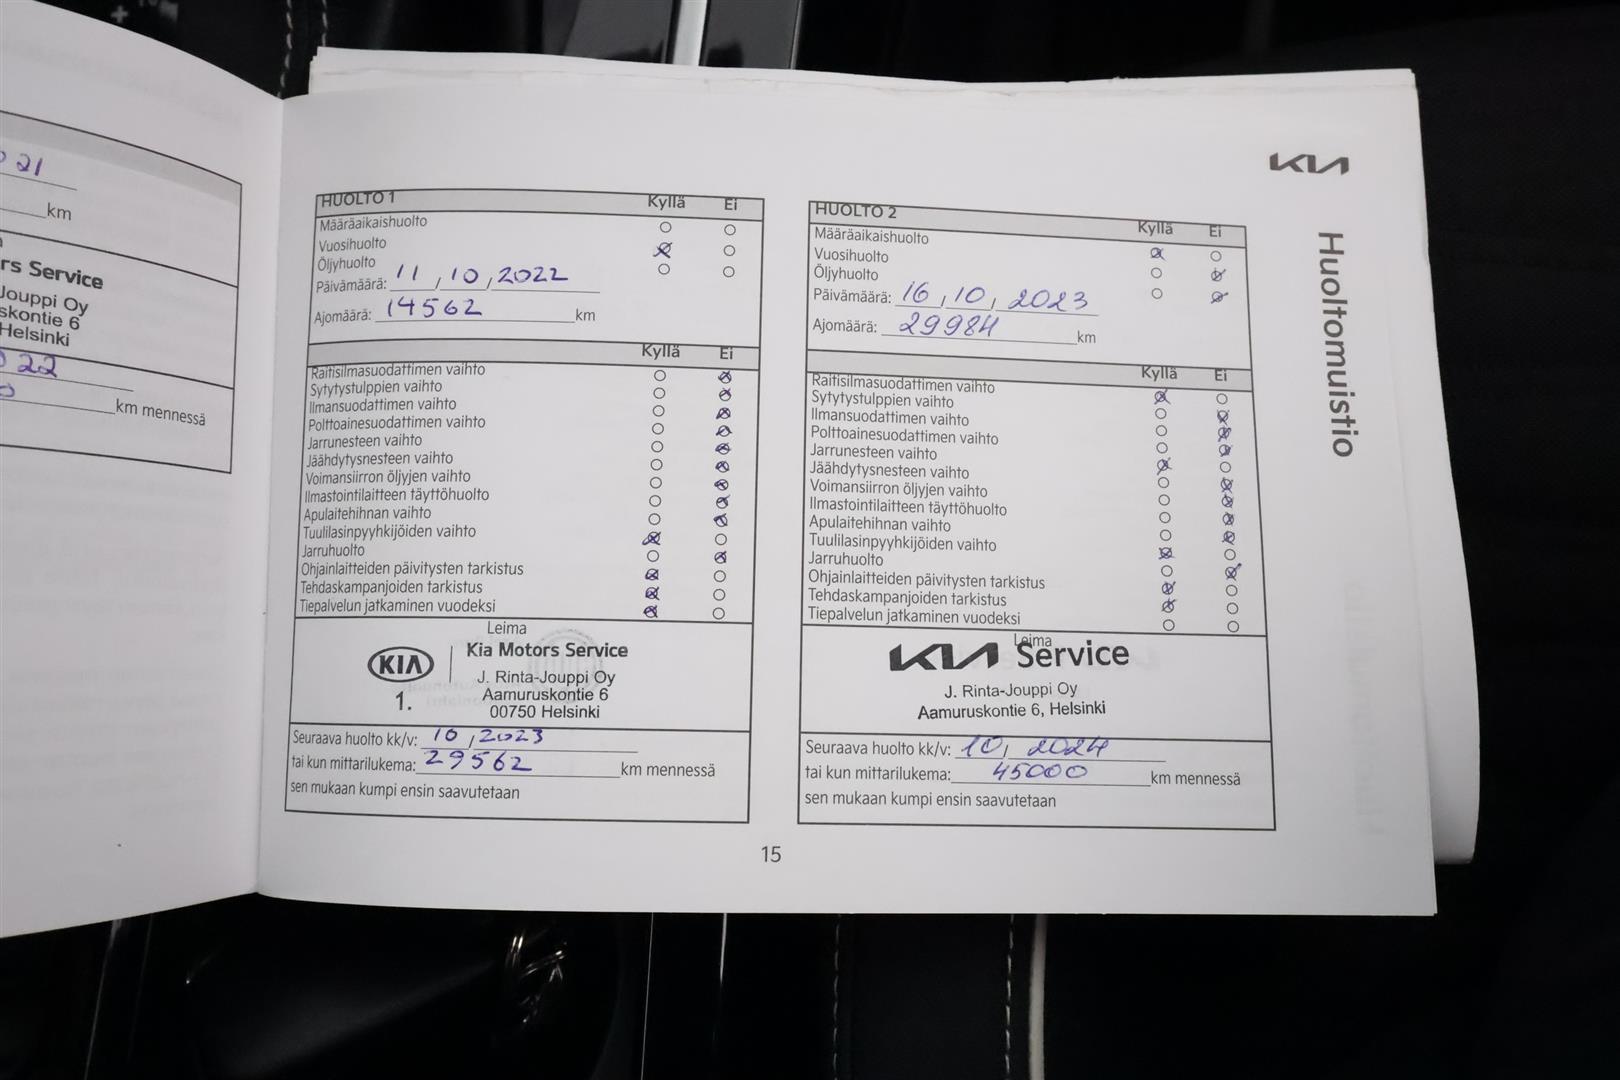 21
km
rs Service
Jouppi Oy
skontie 6
Helsinki
22
km mennessä
KIA
Huoltomuistio
HUOLTO 1 Kyllä Ei
Määräaikaishuolto
Vuosihuolto
Öljyhuolto
Päivämäärä: 11, 10, 2022
Ajomäärä: 14562 km
Kyllä Ei
Raitisilmasuodattimen vaihto
Sytytystulppien vaihto
Ilmansuodattimen vaihto
Polttoainesuodattimen vaihto
Jarrunesteen vaihto
Jäähdytysnesteen vaihto
Voimansiirron öljyjen vaihto
Ilmastointilaitteen täyttöhuolto
Apulaitehihnan vaihto
Tuulilasinpyyhkijöiden vaihto
Jarruhuolto
Ohjainlaitteiden päivitysten tarkistus
Tehdaskampanjoiden tarkistus
Tiepalvelun jatkaminen vuodeksi
Leima
KIA Kia Motors Service
J. Rinta-Jouppi Oy
1. Aamuruskontie 6
00750 Helsinki
Seuraava huolto kk/v: 10, 2023
tai kun mittarilukema: 29562 km mennessä
sen mukaan kumpi ensin saavutetaan
HUOLTO 2 Kyllä Ei
Määräaikaishuolto
Vuosihuolto
Öljyhuolto
Päivämäärä: 16, 10, 2023
Ajomäärä: 29984 km
Kyllä Ei
Raitisilmasuodattimen vaihto
Sytytystulppien vaihto
Ilmansuodattimen vaihto
Polttoainesuodattimen vaihto
Jarrunesteen vaihto
Jäähdytysnesteen vaihto
Voimansiirron öljyjen vaihto
Ilmastointilaitteen täyttöhuolto
Apulaitehihnan vaihto
Tuulilasinpyyhkijöiden vaihto
Jarruhuolto
Ohjainlaitteiden päivitysten tarkistus
Tehdaskampanjoiden tarkistus
Tiepalvelun jatkaminen vuodeksi
Leima
KIA Service
J. Rinta-Jouppi Oy
Aamuruskontie 6, Helsinki
Seuraava huolto kk/v: 10, 2024
tai kun mittarilukema: 45000 km mennessä
sen mukaan kumpi ensin saavutetaan
15